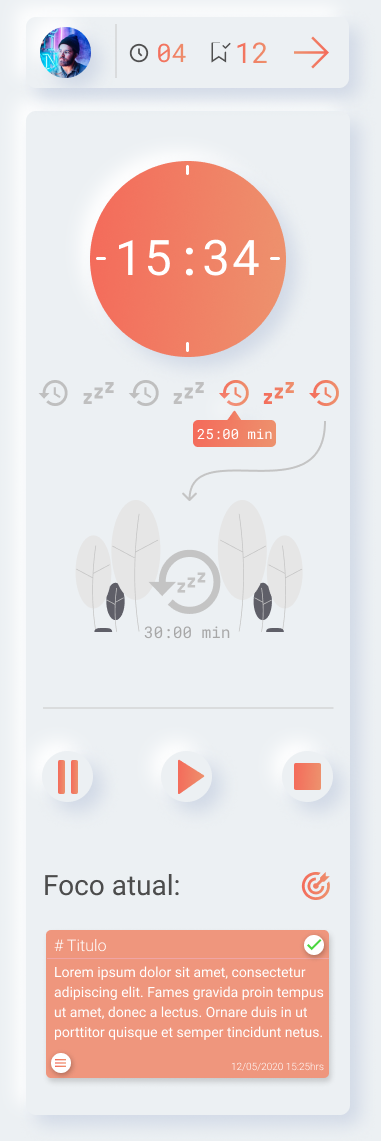 04 12
15:34
zzz zzz zzz
25:00 min
zzz
30:00 min
Foco atual:
# Titulo
Lorem ipsum dolor sit amet, consectetur
adipiscing elit. Fames gravida proin tempus
ut amet, donec a lectus. Ornare duis in ut
porttitor quisque et semper tincidunt netus.
12/05/2020 15:25hrs